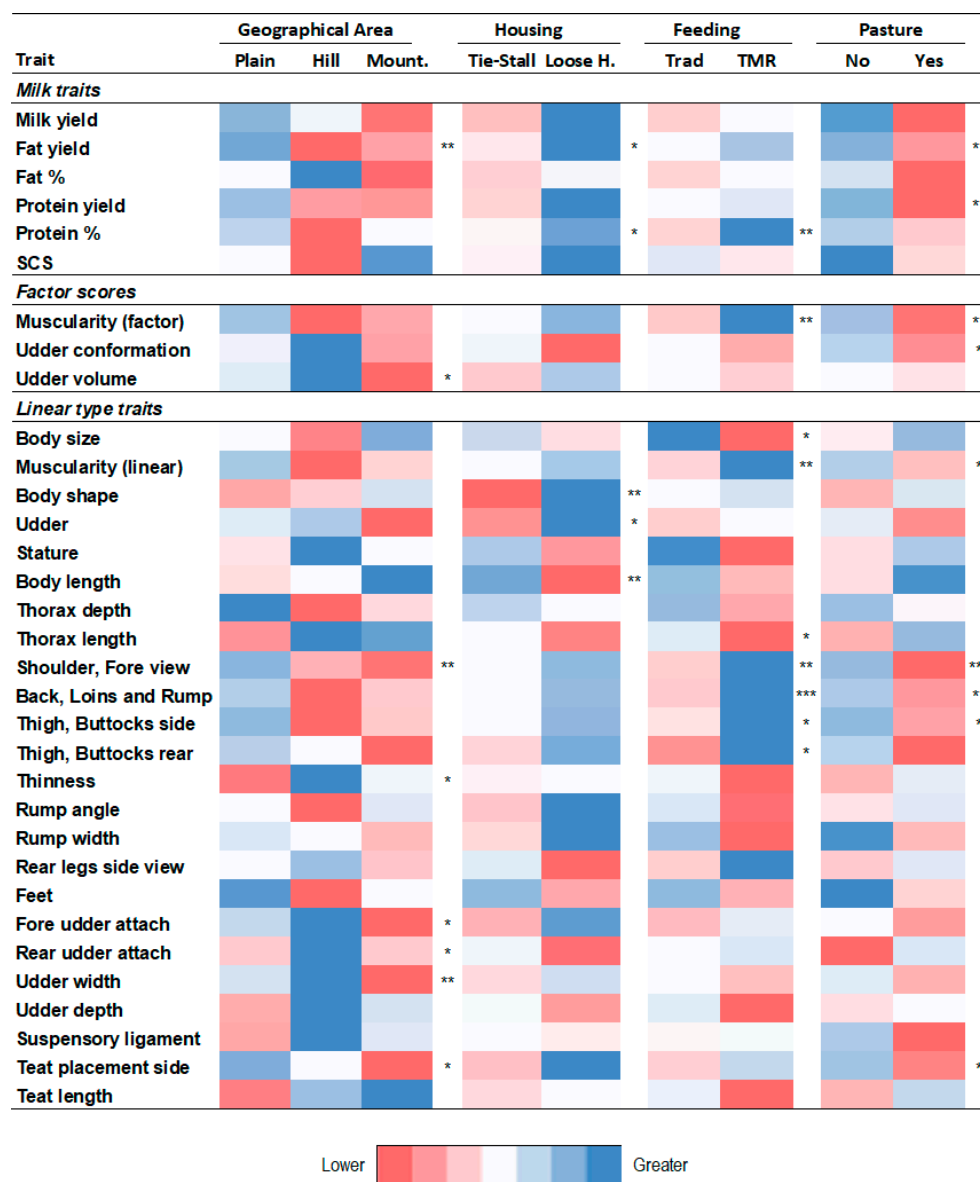 Geographical Area Housing Feeding Pasture
Trait Plain Hill Mount. Tie-Stall Loose H. Trad TMR No Yes
Milk traits
Milk yield
Fat yield ** * *
Fat %
Protein yield *
Protein % * **
SCS
Factor scores
Muscularity (factor) ** *
Udder conformation *
Udder volume *
Linear type traits
Body size *
Muscularity (linear) ** *
Body shape **
Udder *
Stature
Body length **
Thorax depth
Thorax length *
Shoulder, Fore view ** ** **
Back, Loins and Rump *** *
Thigh, Buttocks side * *
Thigh, Buttocks rear *
Thinness *
Rump angle
Rump width
Rear legs side view
Feet
Fore udder attach *
Rear udder attach *
Udder width **
Udder depth
Suspensory ligament
Teat placement side * *
Teat length
Lower Greater